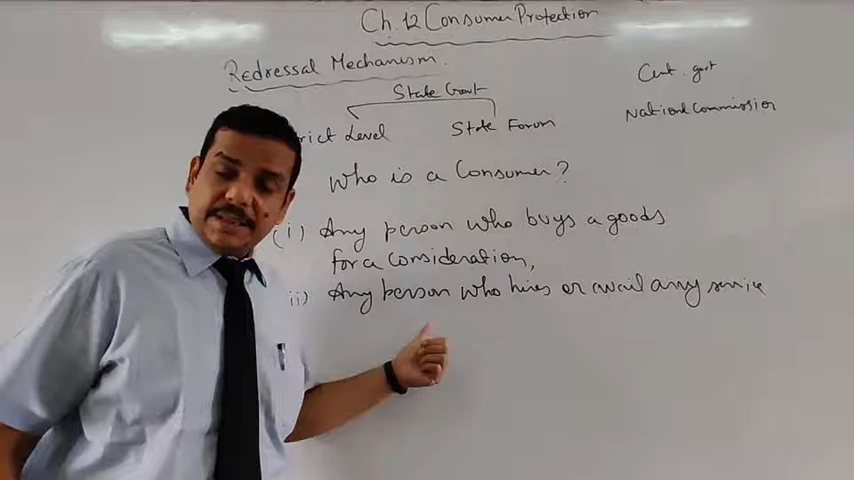 Ch. 12 Consumer Protection
Redressal Mechanism.
State Govt
Cent. govt
rict Level
State Forum
National Commission
Who is a Consumer?
(i) Any person who buys a goods
for a consideration,
ii) Any person who hires or avail any service